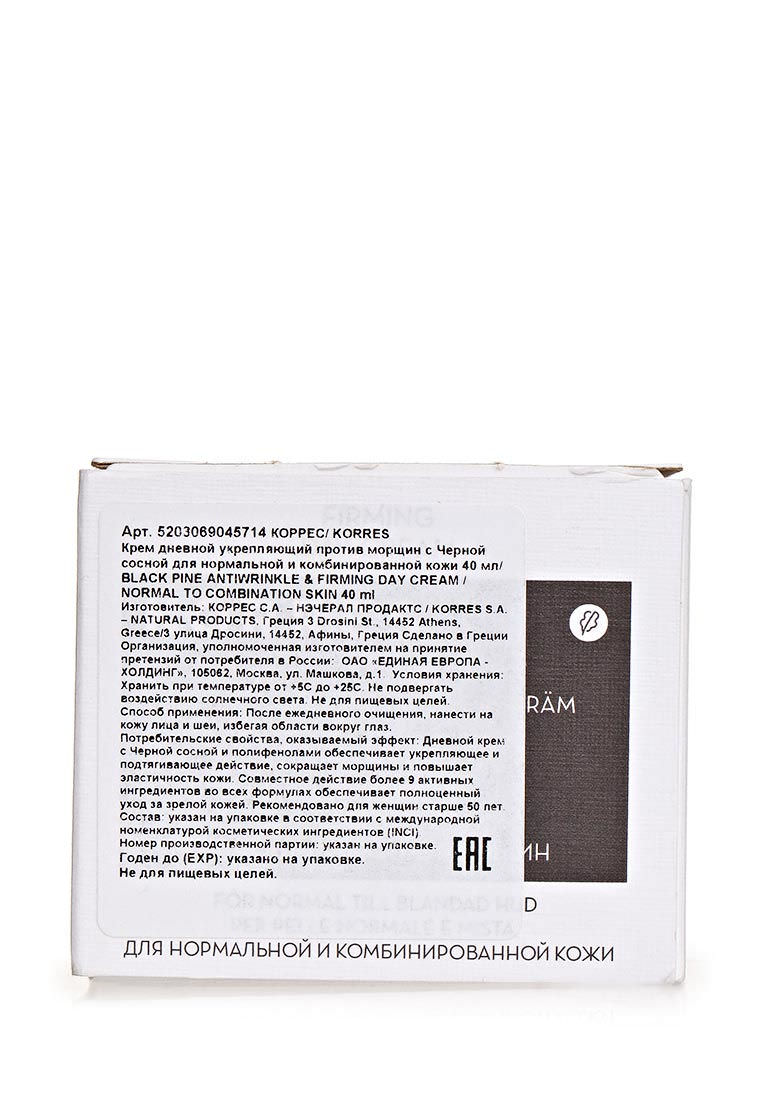 FIRMING
Арт. 5203069045714 КОРРЕС/ KORRES
Крем дневной укрепляющий против морщин с Черной
сосной для нормальной и комбинированной кожи 40 мл/
BLACK PINE ANTIWRINKLE & FIRMING DAY CREAM /
NORMAL TO COMBINATION SKIN 40 ml
Изготовитель: КОРРЕС С.А. – НЭЧЕРАЛ ПРОДАКТС / KORRES S.A.
– NATURAL PRODUCTS, Греция 3 Drosini St., 14452 Athens,
Greece/3 улица Дросини, 14452, Афины, Греция Сделано в Греции
Организация, уполномоченная изготовителем на принятие
претензий от потребителя в России: ОАО «ЕДИНАЯ ЕВРОПА -
ХОЛДИНГ», 105062, Москва, ул. Машкова, д.1. Условия хранения:
Хранить при температуре от +5С до +25С. Не подвергать
воздействию солнечного света. Не для пищевых целей.
Способ применения: После ежедневного очищения, нанести на
кожу лица и шеи, избегая области вокруг глаз.
Потребительские свойства, оказываемый эффект: Дневной крем
с Черной сосной и полифенолами обеспечивает укрепляющее и
подтягивающее действие, сокращает морщины и повышает
эластичность кожи. Совместное действие более 9 активных
ингредиентов во всех формулах обеспечивает полноценный
уход за зрелой кожей. Рекомендовано для женщин старше 50 лет.
Состав: указан на упаковке в соответствии с международной
номенклатурой косметических ингредиентов (INCI)
Номер производственной партии: указан на упаковке.
Годен до (EXP): указано на упаковке.
Не для пищевых целей.
EAC
RÄM
ИН
FÖR NORMAL TILL BLANDAD HUD
PER PELLE NORMALE E MISTA
ДЛЯ НОРМАЛЬНОЙ И КОМБИНИРОВАННОЙ КОЖИ